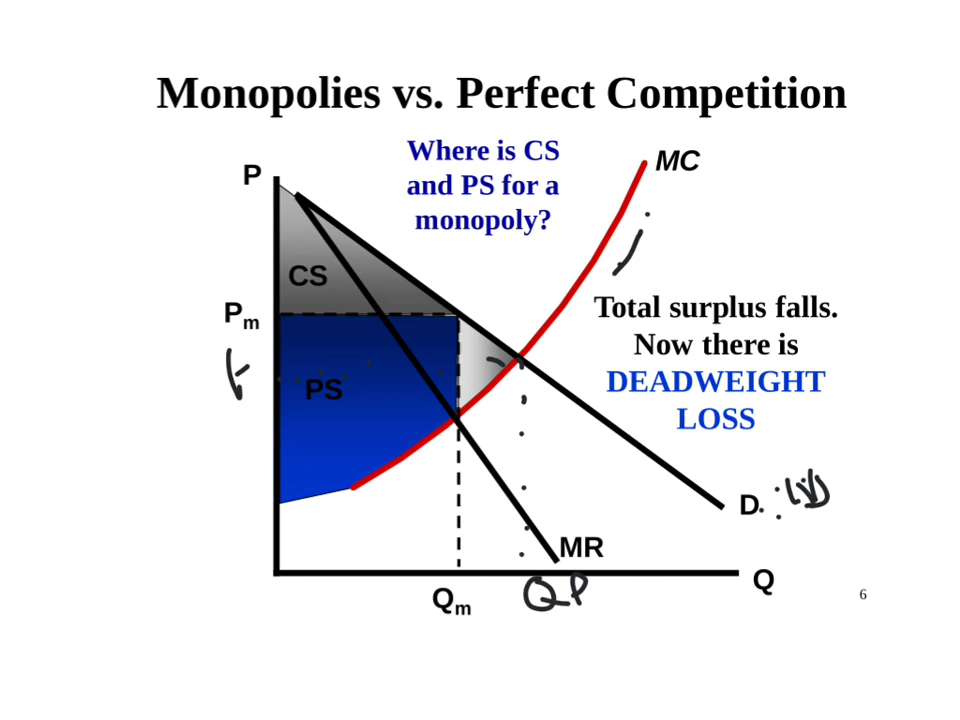 Monopolies vs. Perfect Competition
Where is CS
and PS for a
monopoly?
P
MC
CS
Pm
Total surplus falls.
Now there is
DEADWEIGHT
LOSS
PS
D
MR
Q
Qm
QP
6